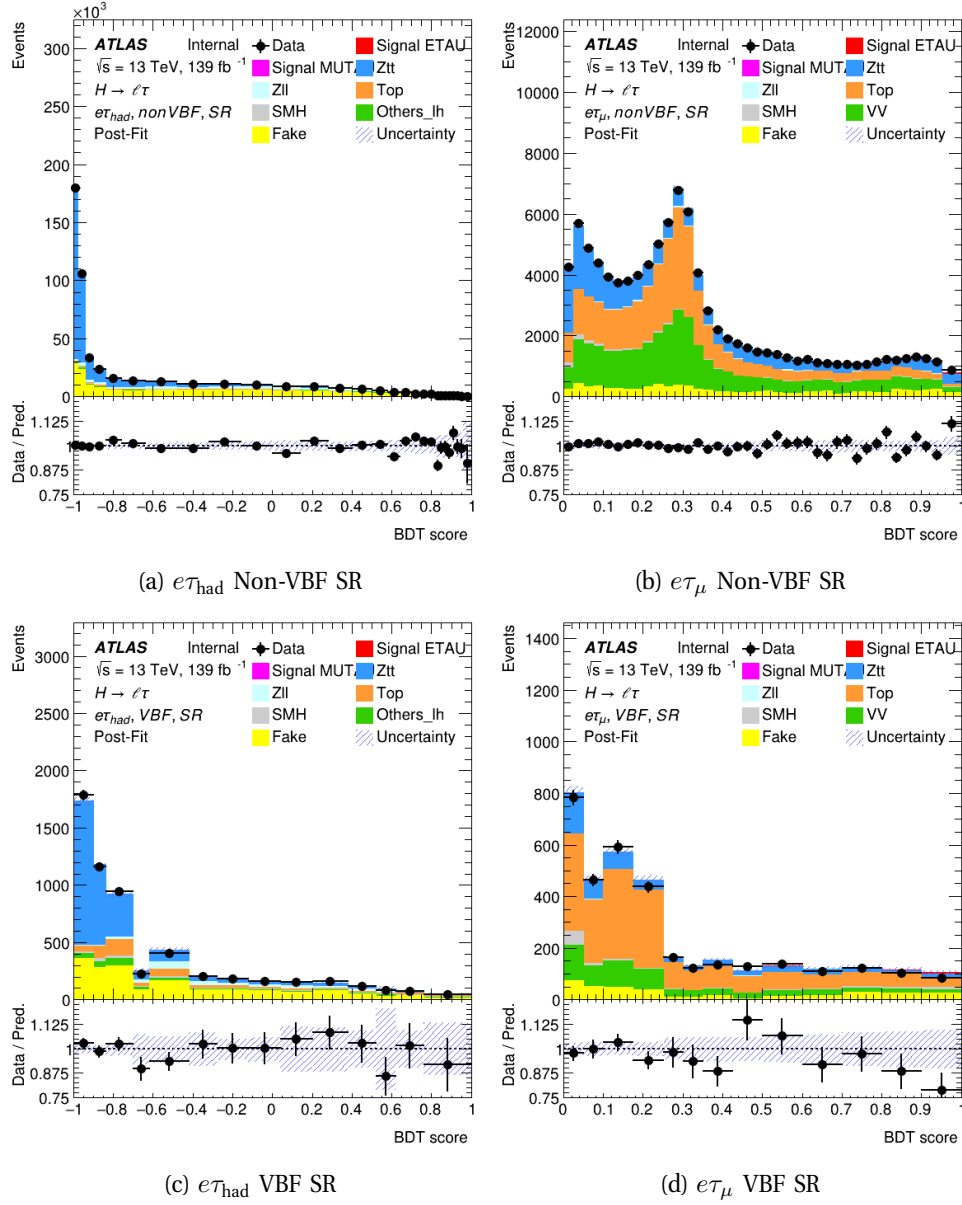 ×10³
Events
300
250
200
150
100
50
0
ATLAS Internal
√s = 13 TeV, 139 fb⁻¹
H → ℓτ
eτhad, nonVBF, SR
Post-Fit
Data
Signal ETAU
Signal MUTA
Ztt
Zll
Top
SMH
Others_lh
Fake
Uncertainty
Data / Pred.
1.125
1
0.875
0.75
−1 −0.8 −0.6 −0.4 −0.2 0 0.2 0.4 0.6 0.8 1
BDT score
(a) eτhad Non-VBF SR
Events
12000
10000
8000
6000
4000
2000
0
ATLAS Internal
√s = 13 TeV, 139 fb⁻¹
H → ℓτ
eτμ, nonVBF, SR
Post-Fit
Data
Signal ETAU
Signal MUTA
Ztt
Zll
Top
SMH
VV
Fake
Uncertainty
Data / Pred.
1.125
1
0.875
0.75
0 0.1 0.2 0.3 0.4 0.5 0.6 0.7 0.8 0.9 1
BDT score
(b) eτμ Non-VBF SR
Events
3000
2500
2000
1500
1000
500
0
ATLAS Internal
√s = 13 TeV, 139 fb⁻¹
H → ℓτ
eτhad, VBF, SR
Post-Fit
Data
Signal ETAU
Signal MUTA
Ztt
Zll
Top
SMH
Others_lh
Fake
Uncertainty
Data / Pred.
1.125
1
0.875
0.75
−1 −0.8 −0.6 −0.4 −0.2 0 0.2 0.4 0.6 0.8 1
BDT score
(c) eτhad VBF SR
Events
1400
1200
1000
800
600
400
200
0
ATLAS Internal
√s = 13 TeV, 139 fb⁻¹
H → ℓτ
eτμ, VBF, SR
Post-Fit
Data
Signal ETAU
Signal MUTA
Ztt
Zll
Top
SMH
VV
Fake
Uncertainty
Data / Pred.
1.125
1
0.875
0.75
0 0.1 0.2 0.3 0.4 0.5 0.6 0.7 0.8 0.9 1
BDT score
(d) eτμ VBF SR